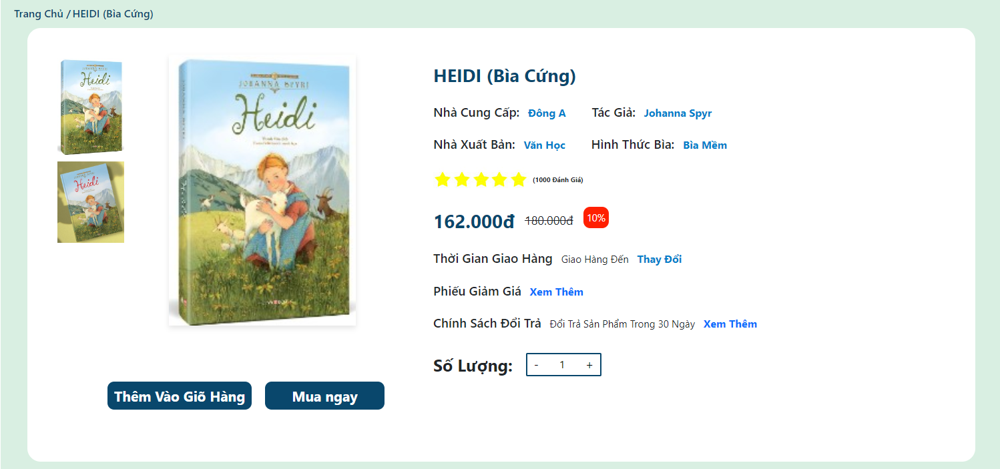 Trang Chủ / HEIDI (Bìa Cứng)
Heidi
JOHANNA SPYRI
Heidi
Heidi
HEIDI (Bìa Cứng)
Nhà Cung Cấp: Đông A Tác Giả: Johanna Spyr
Nhà Xuất Bản: Văn Học Hình Thức Bìa: Bìa Mềm
(1000 Đánh Giá)
162.000đ 180.000đ 10%
Thời Gian Giao Hàng Giao Hàng Đến Thay Đổi
Phiếu Giảm Giá Xem Thêm
Chính Sách Đổi Trả Đổi Trả Sản Phẩm Trong 30 Ngày Xem Thêm
Số Lượng: - 1 +
Thêm Vào Giõ Hàng Mua ngay